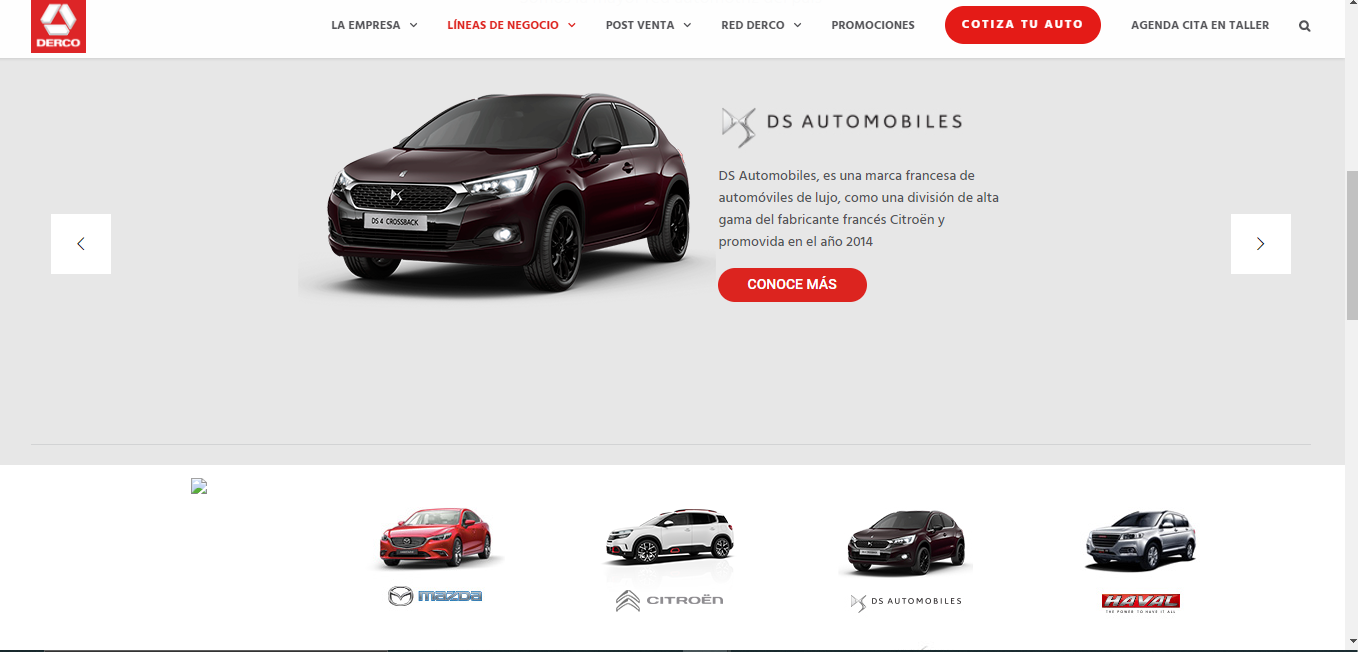 DERCO
LA EMPRESA
LÍNEAS DE NEGOCIO
POST VENTA
RED DERCO
PROMOCIONES
COTIZA TU AUTO
AGENDA CITA EN TALLER
DS 4 CROSSBACK
DS AUTOMOBILES
DS Automobiles, es una marca francesa de
automóviles de lujo, como una división de alta
gama del fabricante francés Citroën y
promovida en el año 2014
CONOCE MÁS
mazda
CITROËN
DS AUTOMOBILES
HAVAL
THE POWER TO HAVE IT ALL